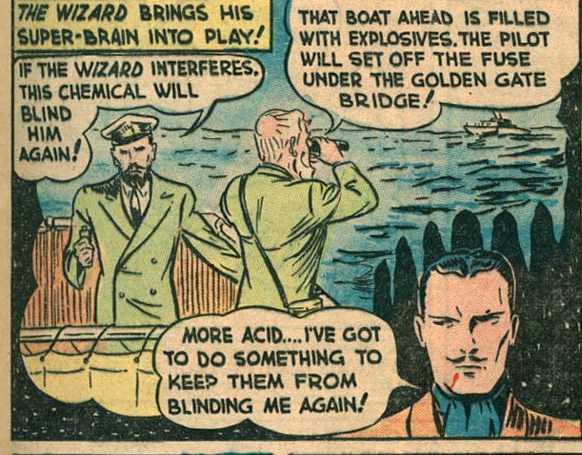 THE WIZARD BRINGS HIS
SUPER-BRAIN INTO PLAY!
IF THE WIZARD INTERFERES,
THIS CHEMICAL WILL
BLIND
HIM
AGAIN!
THAT BOAT AHEAD IS FILLED
WITH EXPLOSIVES. THE PILOT
WILL SET OFF THE FUSE
UNDER THE GOLDEN GATE
BRIDGE!
MORE ACID....I'VE GOT
TO DO SOMETHING TO
KEEP THEM FROM
BLINDING ME AGAIN!